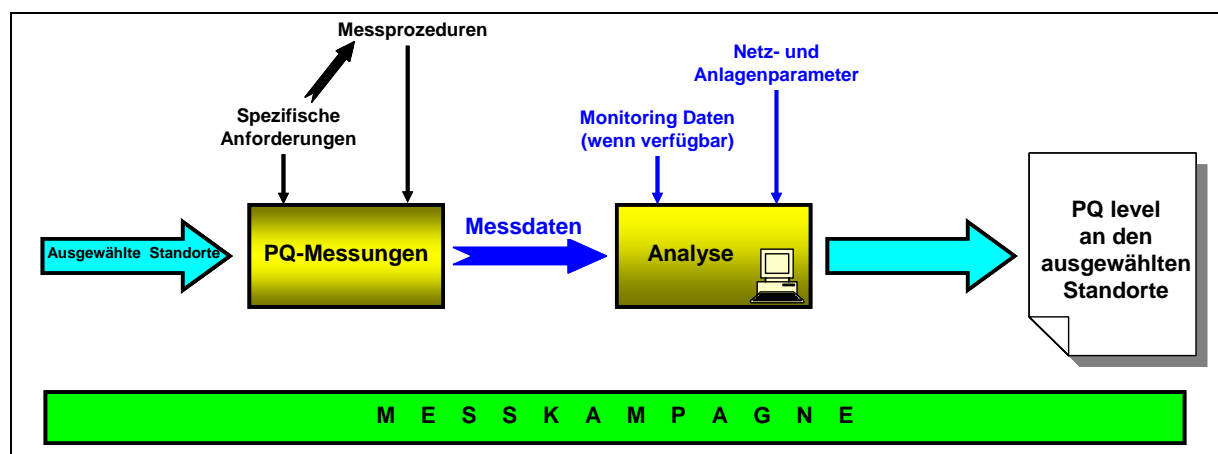 Messprozeduren
Netz- und
Anlagenparameter
Spezifische
Anforderungen
Monitoring Daten
(wenn verfügbar)
Ausgewählte Standorte
PQ-Messungen
Messdaten
Analyse
PQ level
an den
ausgewählten
Standorte
M E S S K A M P A G N E